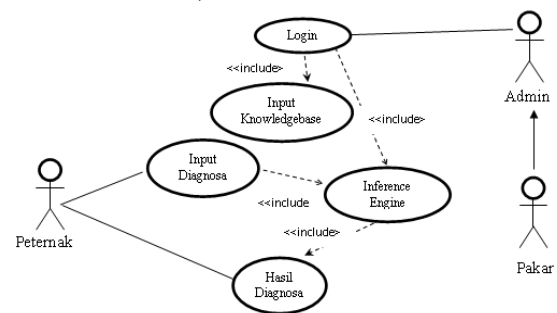 Login
<<include>
Admin
Input
Knowledgebase
<<include>
Input
Diagnosa
Inference
Engine
<<include
Peternak
<<include>
Pakar
Hasil
Diagnosa